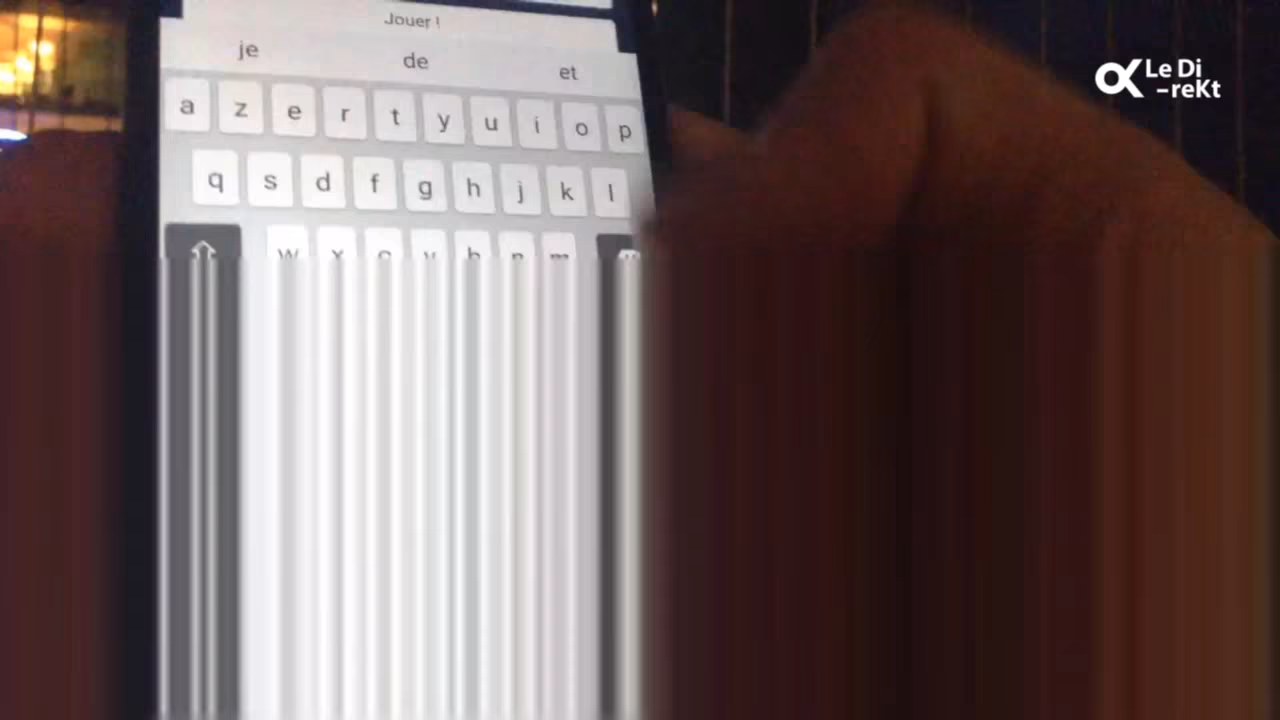 Jouer !
je de et
a z e r t y u i o p
q s d f g h j k l
w x c v b n m
Le Di
-reKt